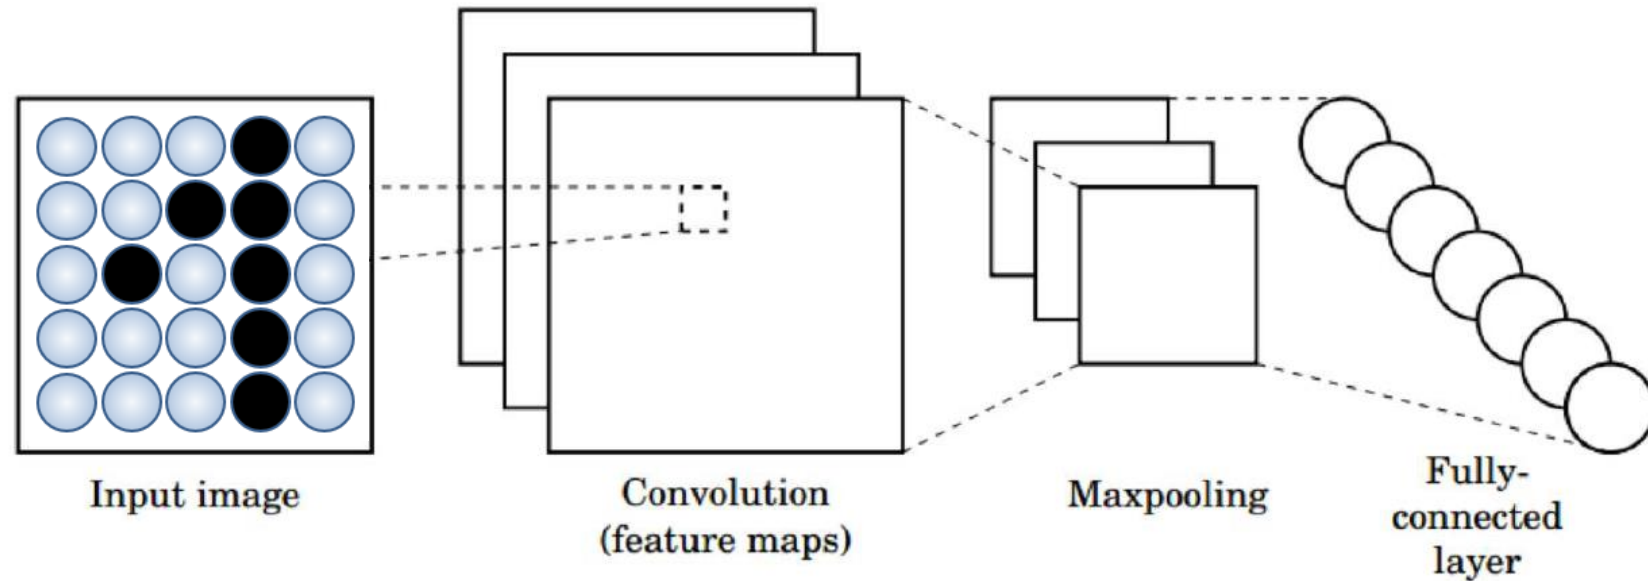 Input image
Convolution
(feature maps)
Maxpooling
Fully-
connected
layer